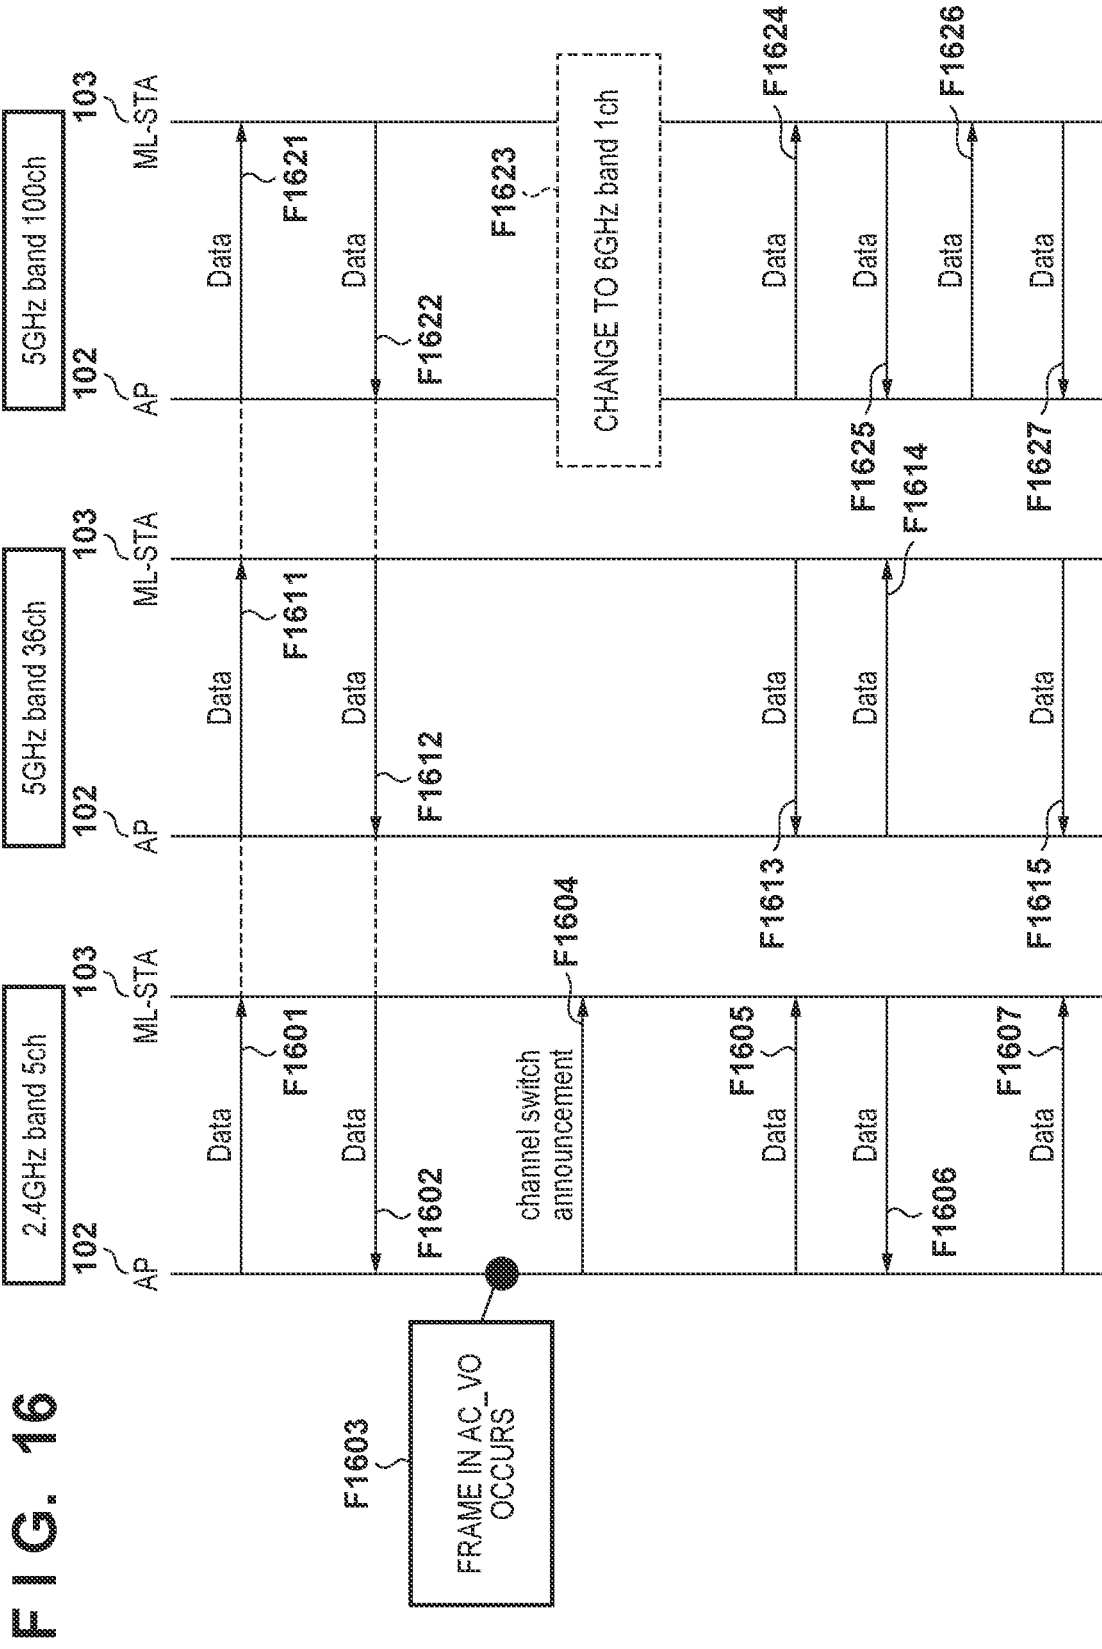 FIG. 16
2.4GHz band 5ch
5GHz band 36ch
5GHz band 100ch
102
103
102
103
102
103
AP
ML-STA
AP
ML-STA
AP
ML-STA
Data
F1601
Data
F1611
Data
F1621
Data
F1602
Data
F1612
Data
F1622
F1603
FRAME IN AC_VO
OCCURS
channel switch
announcement
F1604
F1623
CHANGE TO 6GHz band 1ch
Data
F1605
Data
F1613
Data
F1624
Data
F1606
Data
F1614
Data
F1625
Data
F1626
Data
F1607
Data
F1615
Data
F1627